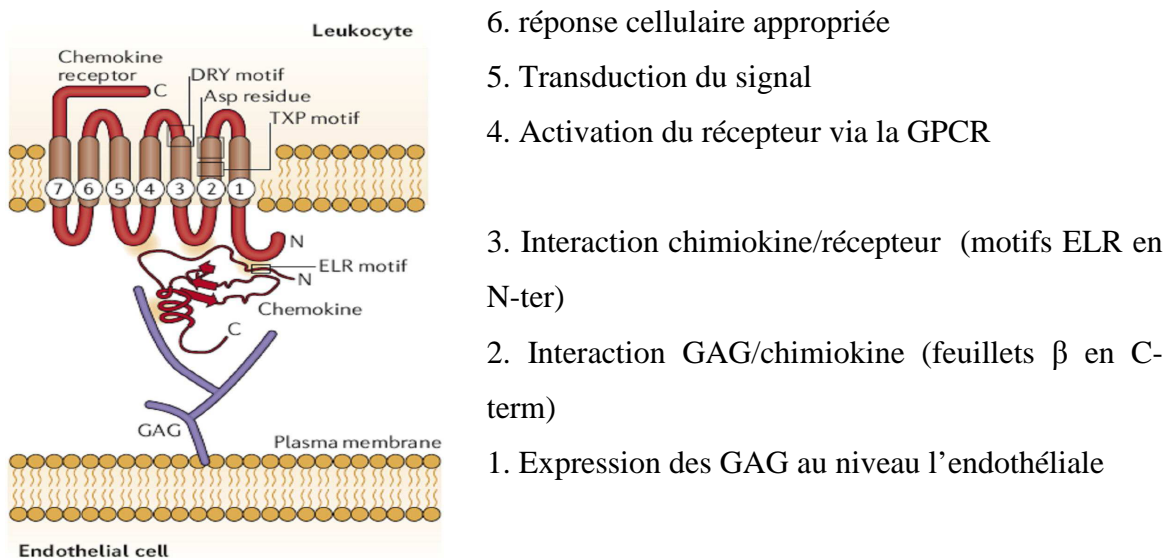 Leukocyte
Chemokine
receptor
C
DRY motif
Asp residue
TXP motif
7 6 5 4 3 2 1
N
ELR motif
N
Chemokine
C
GAG
Plasma membrane
Endothelial cell
6. réponse cellulaire appropriée
5. Transduction du signal
4. Activation du récepteur via la GPCR
3. Interaction chimiokine/récepteur (motifs ELR en
N-ter)
2. Interaction GAG/chimiokine (feuillets β en C-
term)
1. Expression des GAG au niveau l’endothéliale